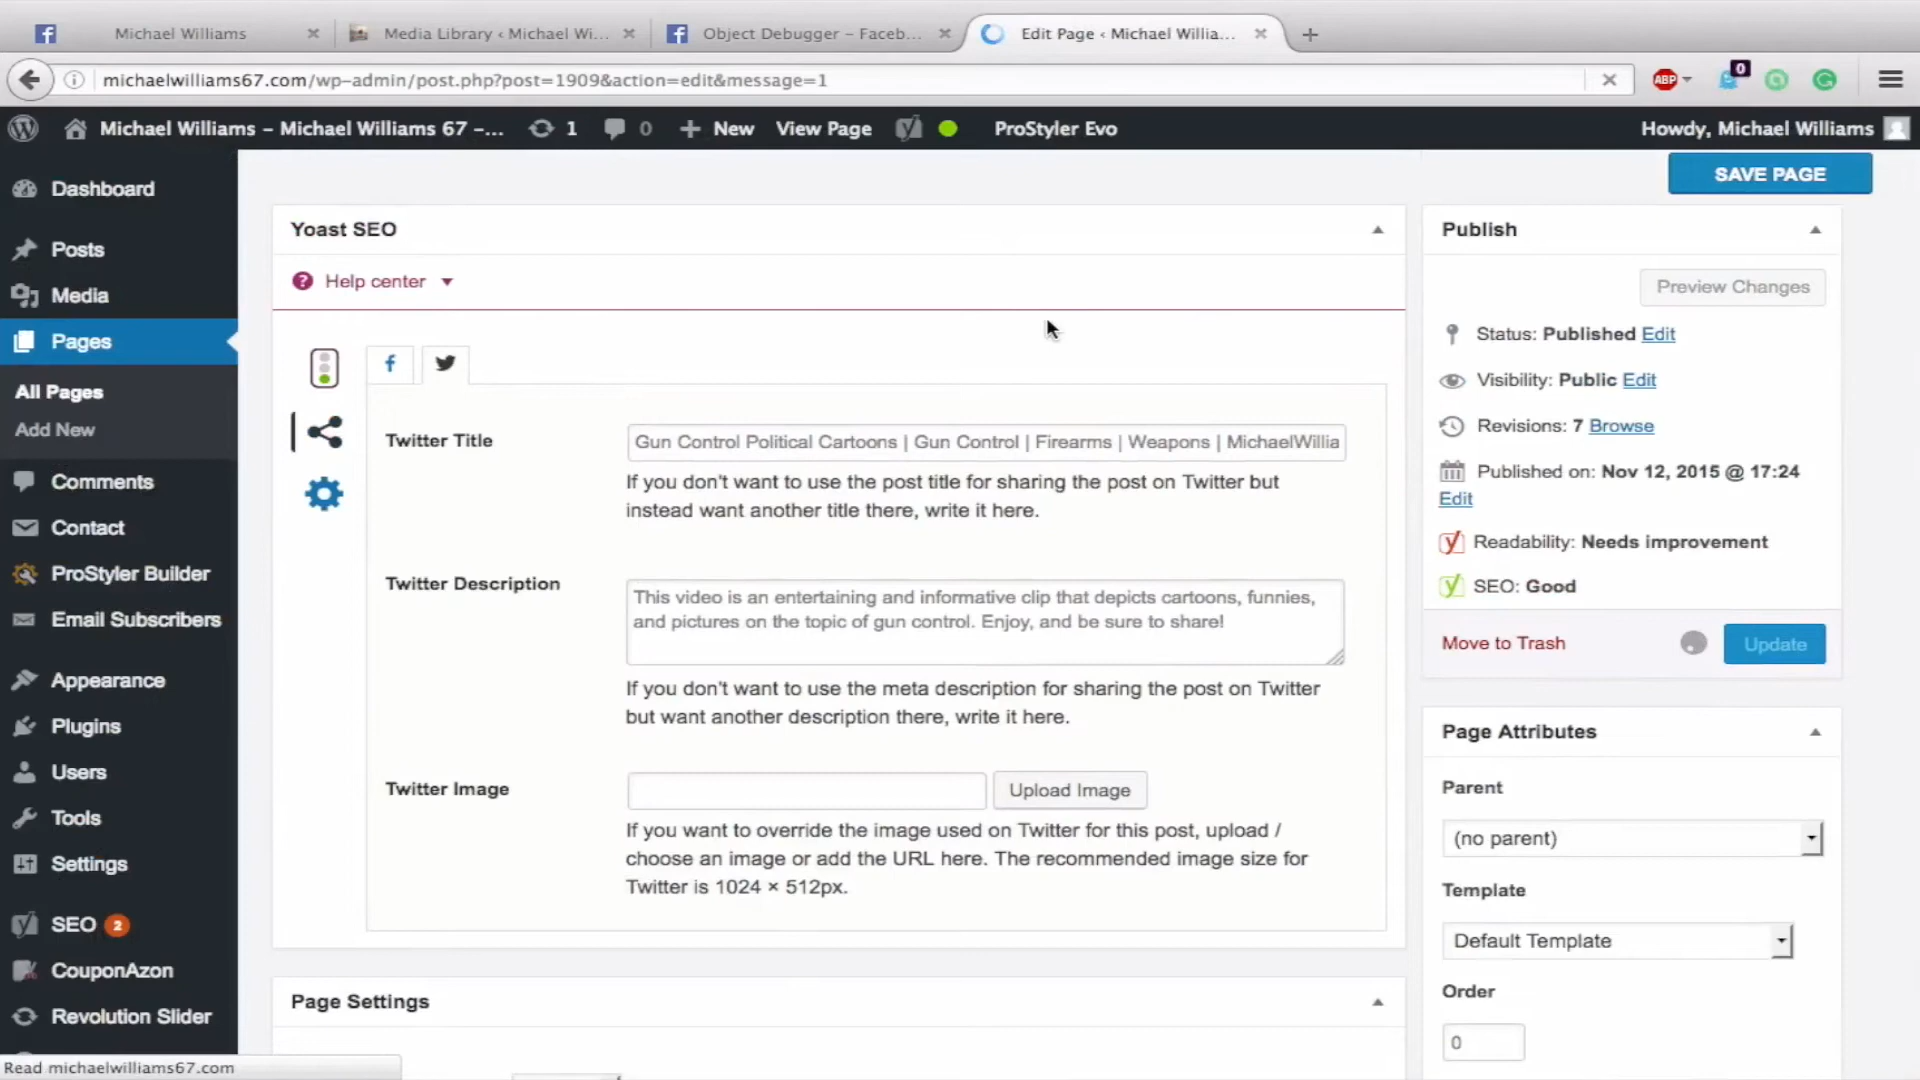 Michael Williams
Media Library ‹ Michael Wi...
Object Debugger – Faceb...
Edit Page ‹ Michael Willia...
michaelwilliams67.com/wp-admin/post.php?post=1909&action=edit&message=1
ABP
0
Michael Williams – Michael Williams 67 –...
1
0
New
View Page
ProStyler Evo
Howdy, Michael Williams
Dashboard
Posts
Media
Pages
All Pages
Add New
Comments
Contact
ProStyler Builder
Email Subscribers
Appearance
Plugins
Users
Tools
Settings
SEO 2
CouponAzon
Revolution Slider
Read michaelwilliams67.com
SAVE PAGE
Yoast SEO
Help center
Twitter Title
Gun Control Political Cartoons | Gun Control | Firearms | Weapons | MichaelWillia
If you don't want to use the post title for sharing the post on Twitter but
instead want another title there, write it here.
Twitter Description
This video is an entertaining and informative clip that depicts cartoons, funnies,
and pictures on the topic of gun control. Enjoy, and be sure to share!
If you don't want to use the meta description for sharing the post on Twitter
but want another description there, write it here.
Twitter Image
Upload Image
If you want to override the image used on Twitter for this post, upload /
choose an image or add the URL here. The recommended image size for
Twitter is 1024 × 512px.
Page Settings
Publish
Preview Changes
Status: Published Edit
Visibility: Public Edit
Revisions: 7 Browse
Published on: Nov 12, 2015 @ 17:24
Edit
Readability: Needs improvement
SEO: Good
Move to Trash
Update
Page Attributes
Parent
(no parent)
Template
Default Template
Order
0